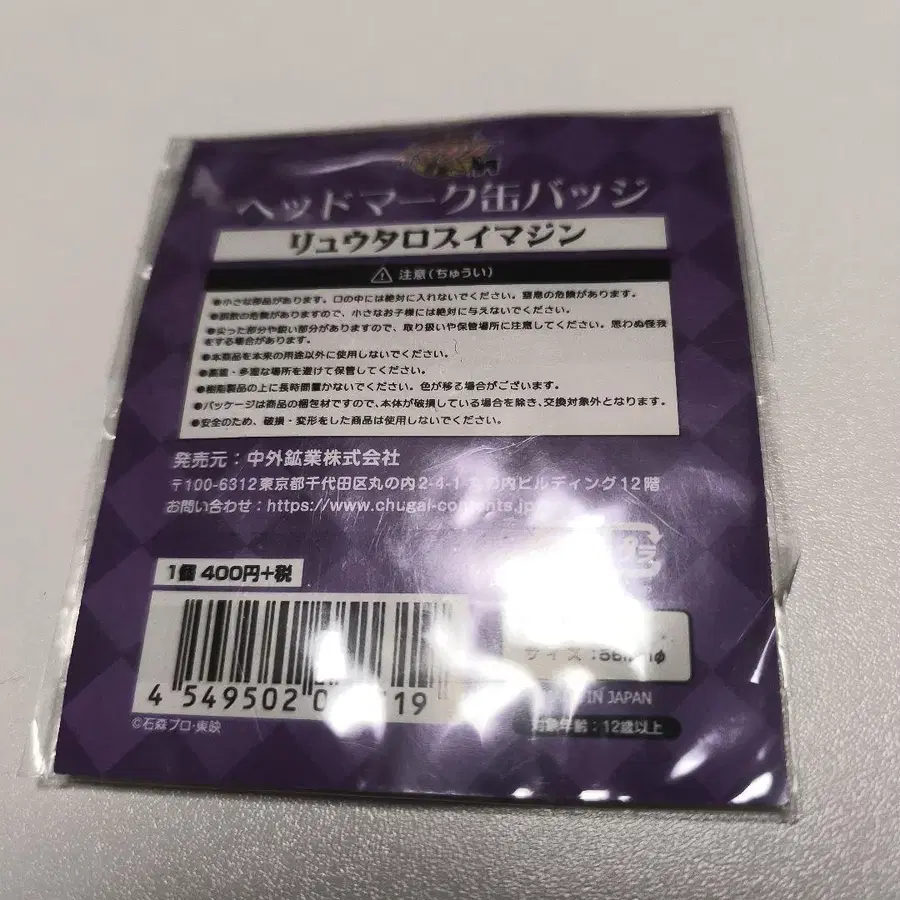 ヘッドマーク缶バッジ
リュウタロスイマジン
注意(ちゅうい)
●小さな部品があります。口の中には絶対に入れないでください。窒息の危険があります。
●誤飲の危険がありますので、小さなお子様には絶対に与えないでください。
●尖った部分や鋭い部分がありますので、取り扱いや保管場所に注意してください。思わぬ怪我
をする場合があります。
●本商品を本来の用途以外に使用しないでください。
●高温・多湿な場所を避けて保管してください。
●樹脂製品の上に長時間置かないでください。色が移る場合がございます。
●パッケージは商品の梱包材ですので、本体が破損している場合を除き、交換対象外となります。
●安全のため、破損・変形をした商品は使用しないでください。
発売元:中外鉱業株式会社
〒100-6312東京都千代田区丸の内2-4-1 の内ビルディング12階
お問い合わせ:https://www.chugai-contents.jp
プラ
1個 400円+税
サイズ:56
4 549502 19
IN JAPAN
©石森プロ・東映
対象年齢:12歳以上